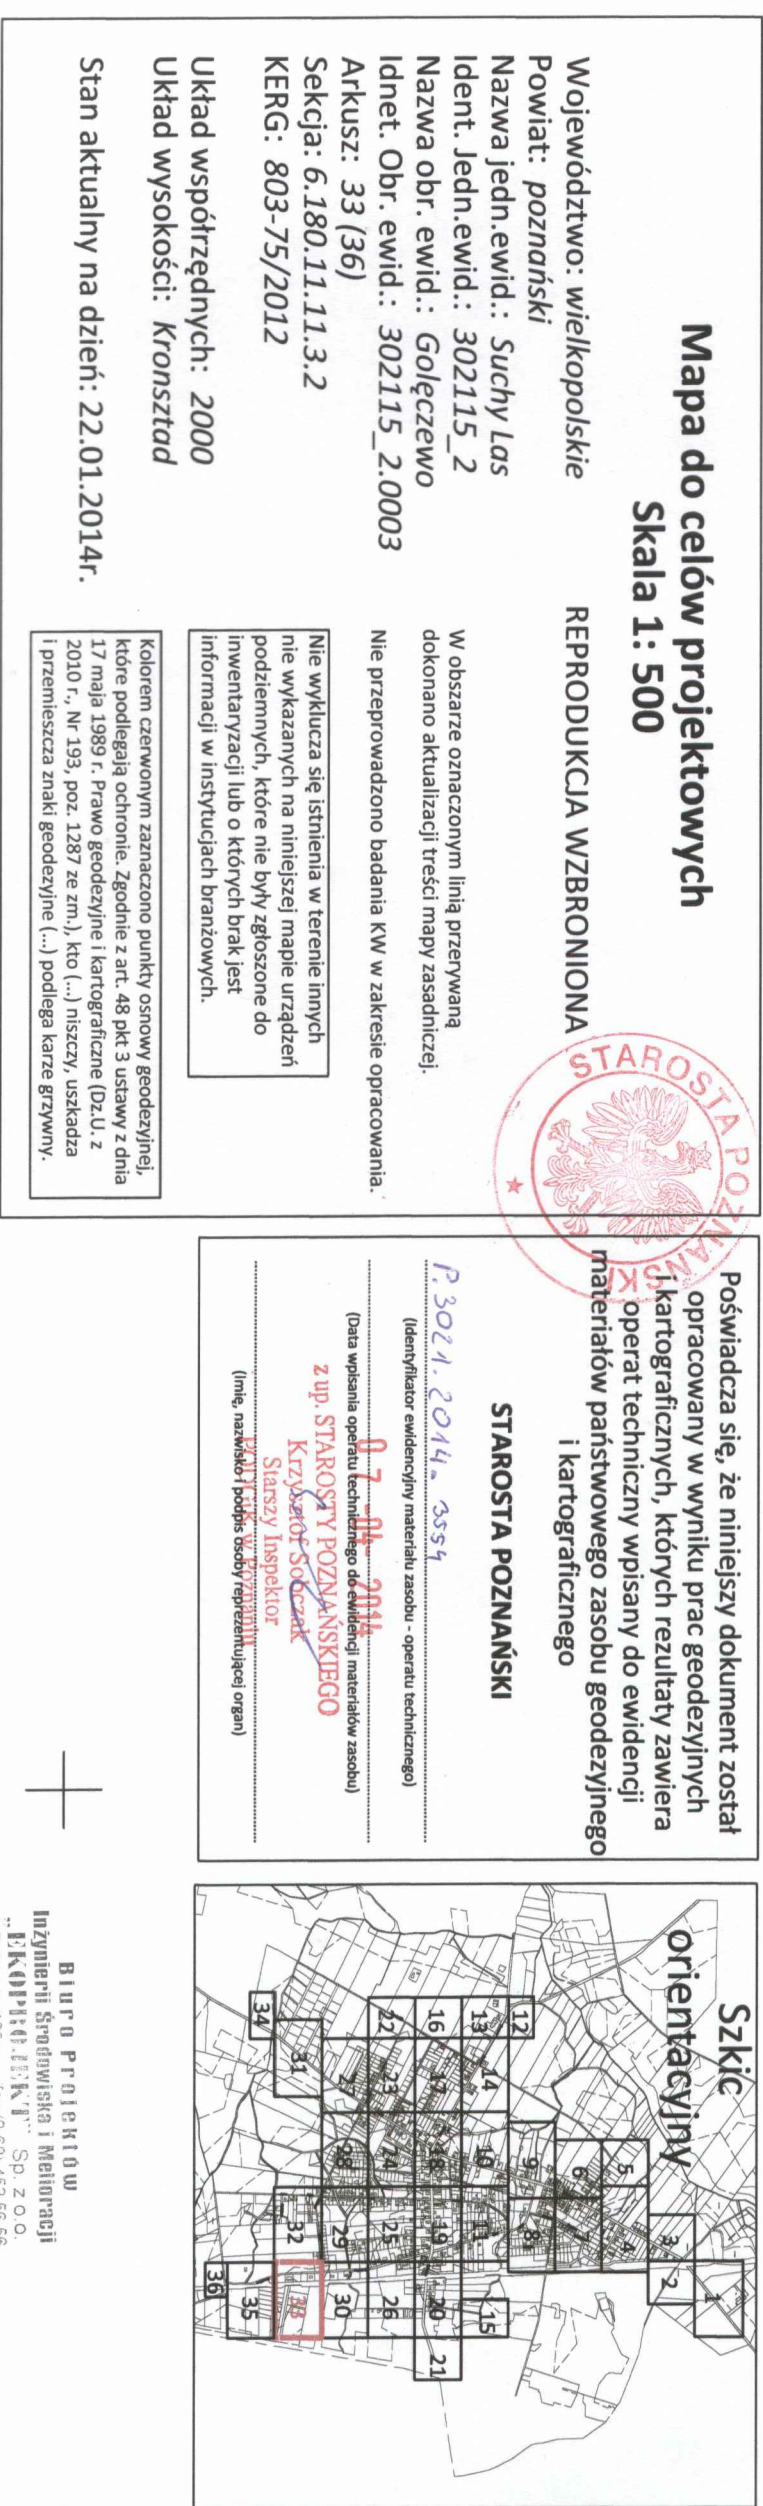 Mapa do celów projektowych
Skala 1: 500
Województwo: wielkopolskie
Powiat: poznański
Nazwa jedn.ewid.: Suchy Las
Ident. Jedn.ewid.: 302115_2
Nazwa obr. ewid.: Golęczewo
Idnet. Obr. ewid.: 302115_2.0003
Arkusz: 33 (36)
Sekcja: 6.180.11.11.3.2
KERG: 803-75/2012
Układ współrzędnych: 2000
Układ wysokości: Kronsztad
Stan aktualny na dzień: 22.01.2014r.
REPRODUKCJA WZBRONIONA
W obszarze oznaczonym linią przerywaną
dokonano aktualizacji treści mapy zasadniczej.
Nie przeprowadzono badania KW w zakresie opracowania.
Nie wyklucza się istnienia w terenie innych
nie wykazanych na niniejszej mapie urządzeń
podziemnych, które nie były zgłoszone do
inwentaryzacji lub o których brak jest
informacji w instytucjach branżowych.
Kolorem czerwonym zaznaczono punkty osnowy geodezyjnej,
które podlegają ochronie. Zgodnie z art. 48 pkt 3 ustawy z dnia
17 maja 1989 r. Prawo geodezyjne i kartograficzne (Dz.U. z
2010 r., Nr 193, poz. 1287 ze zm.), kto (...) niszczy, uszkadza
i przemieszcza znaki geodezyjne (...) podlega karze grzywny.
STAROSTA POZNAŃSKI
Poświadcza się, że niniejszy dokument został
opracowany w wyniku prac geodezyjnych
i kartograficznych, których rezultaty zawiera
operat techniczny wpisany do ewidencji
materiałów państwowego zasobu geodezyjnego
i kartograficznego
STAROSTA POZNAŃSKI
P.3021.2014.3554
(Identyfikator ewidencyjny materiału zasobu - operatu technicznego)
07 -04- 2014
(Data wpisania operatu technicznego do ewidencji materiałów zasobu)
z up. STAROSTY POZNAŃSKIEGO
Krzysztof Sobczak
Starszy Inspektor
PODGiK w Poznaniu
(Imię, nazwisko i podpis osoby reprezentującej organ)
Szkic
orientacyjny
1
2
3
4
5
6
7
8
9
10
11
12
13
14
15
16
17
18
19
20
21
22
23
24
25
26
27
28
29
30
31
32
33
34
35
36
Biuro Projektów
Inżynierii Środowiska i Melioracji
Sp. z o.o.